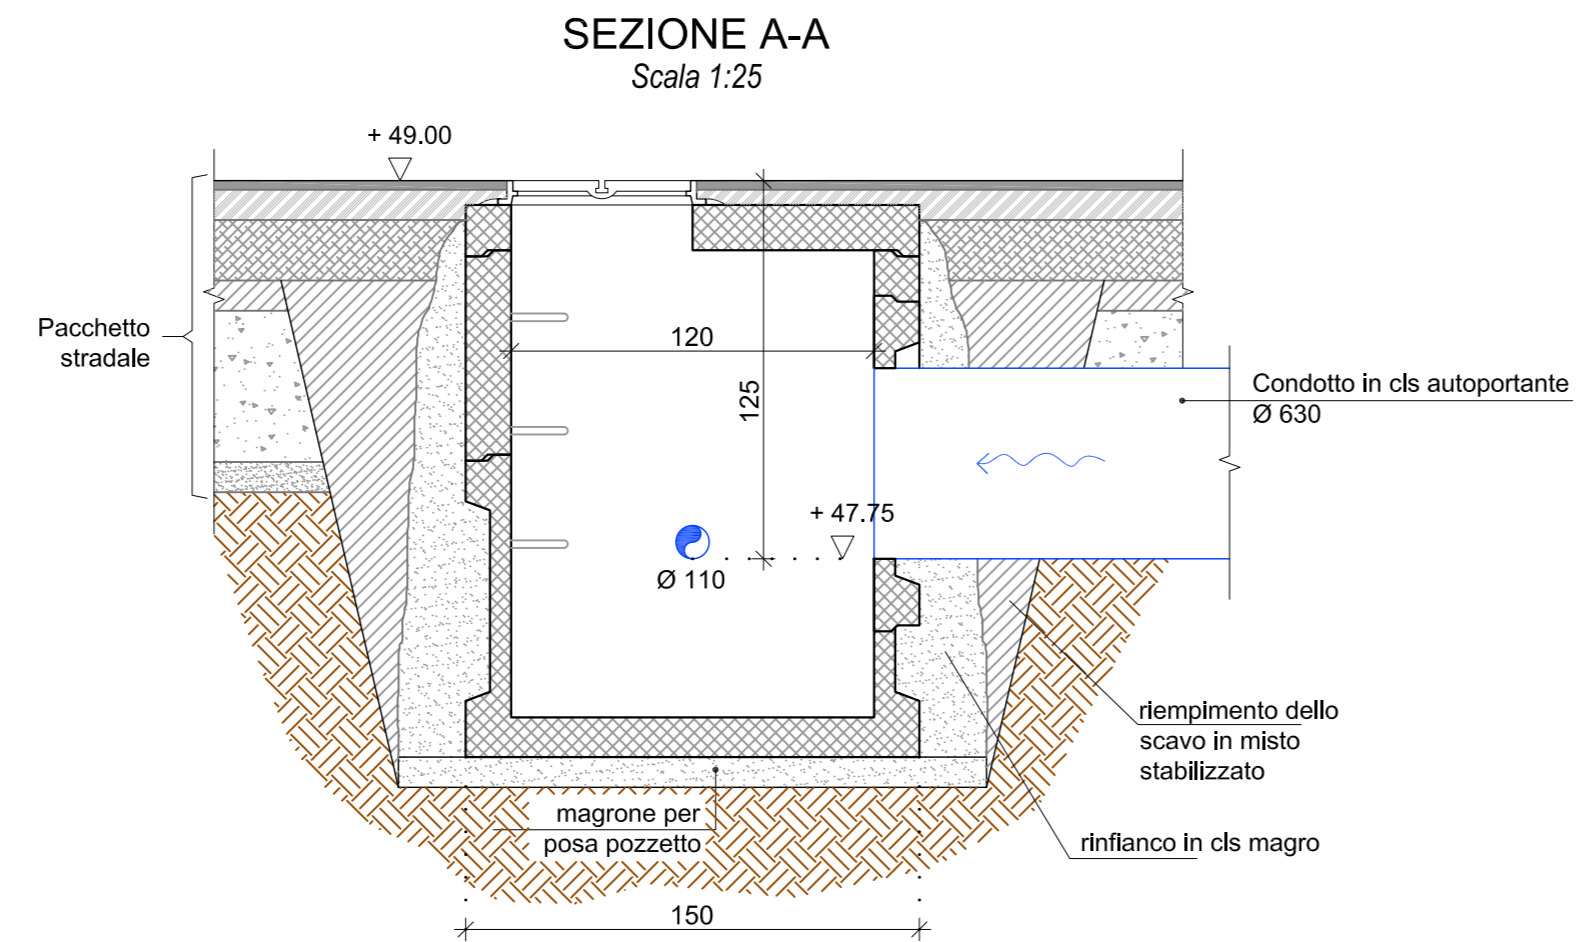 SEZIONE A-A
Scala 1:25
+ 49.00
Pacchetto
stradale
120
125
Condotto in cls autoportante
Ø 630
+ 47.75
Ø 110
riempimento dello
scavo in misto
stabilizzato
magrone per
posa pozzetto
rinfianco in cls magro
150